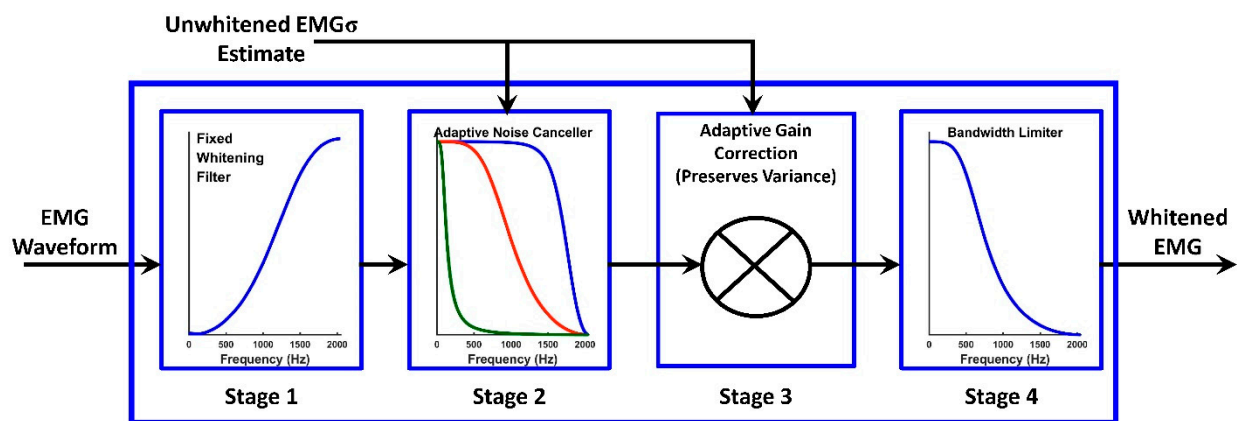 Unwhitened EMGσ
Estimate
Fixed
Whitening
Filter
Adaptive Noise Canceller
Adaptive Gain
Correction
(Preserves Variance)
Bandwidth Limiter
EMG
Waveform
Whitened
EMG
0 500 1000 1500 2000
Frequency (Hz)
0 500 1000 1500 2000
Frequency (Hz)
0 500 1000 1500 2000
Frequency (Hz)
Stage 1
Stage 2
Stage 3
Stage 4